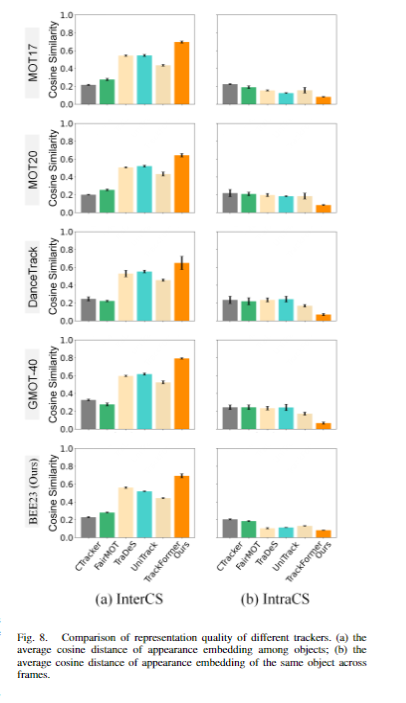 MOT17
Cosine Similarity
1.0
0.8
0.6
0.4
0.2
0.0
MOT20
Cosine Similarity
1.0
0.8
0.6
0.4
0.2
0.0
DanceTrack
Cosine Similarity
1.0
0.8
0.6
0.4
0.2
0.0
GMOT-40
Cosine Similarity
1.0
0.8
0.6
0.4
0.2
0.0
BEE23 (Ours)
Cosine Similarity
1.0
0.8
0.6
0.4
0.2
0.0
CTracker
FairMOT
TraDeS
UniTrack
TrackFormer
Ours
CTracker
FairMOT
TraDeS
UniTrack
TrackFormer
Ours
(a) InterCS
(b) IntraCS
Fig. 8. Comparison of representation quality of different trackers. (a) the
average cosine distance of appearance embedding among objects; (b) the
average cosine distance of appearance embedding of the same object across
frames.